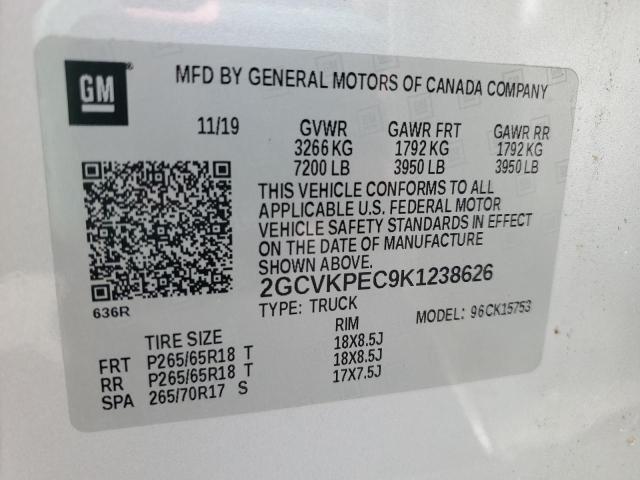 GM
MFD BY GENERAL MOTORS OF CANADA COMPANY
11/19 GVWR GAWR FRT GAWR RR
3266 KG 1792 KG 1792 KG
7200 LB 3950 LB 3950 LB
THIS VEHICLE CONFORMS TO ALL
APPLICABLE U.S. FEDERAL MOTOR
VEHICLE SAFETY STANDARDS IN EFFECT
ON THE DATE OF MANUFACTURE
SHOWN ABOVE.
2GCVKPEC9K1238626
636R TYPE: TRUCK MODEL: 96CK15753
TIRE SIZE RIM
FRT P265/65R18 T 18X8.5J
RR P265/65R18 T 18X8.5J
SPA 265/70R17 S 17X7.5J